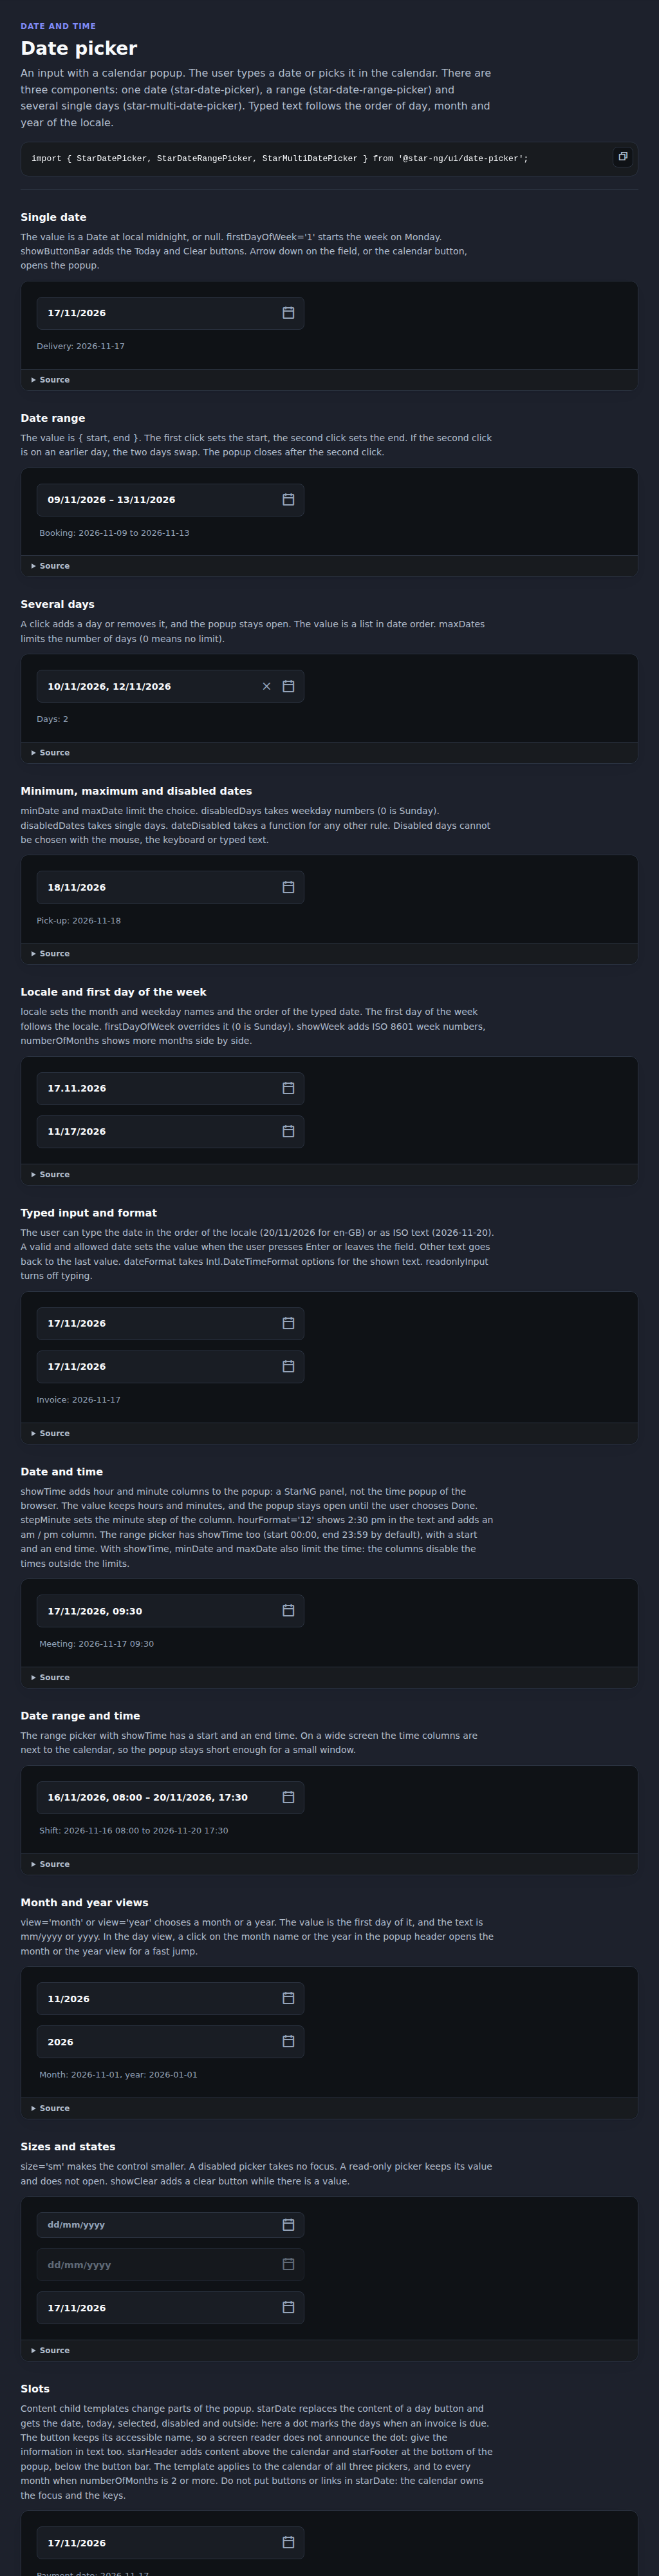 DATE AND TIME
Date picker
An input with a calendar popup. The user types a date or picks it in the calendar. There are
three components: one date (star-date-picker), a range (star-date-range-picker) and
several single days (star-multi-date-picker). Typed text follows the order of day, month and
year of the locale.
import { StarDatePicker, StarDateRangePicker, StarMultiDatePicker } from '@star-ng/ui/date-picker';
Single date
The value is a Date at local midnight, or null. firstDayOfWeek='1' starts the week on Monday.
showButtonBar adds the Today and Clear buttons. Arrow down on the field, or the calendar button,
opens the popup.
17/11/2026
Delivery: 2026-11-17
Source
Date range
The value is { start, end }. The first click sets the start, the second click sets the end. If the second click
is on an earlier day, the two days swap. The popup closes after the second click.
09/11/2026 – 13/11/2026
Booking: 2026-11-09 to 2026-11-13
Source
Several days
A click adds a day or removes it, and the popup stays open. The value is a list in date order. maxDates
limits the number of days (0 means no limit).
10/11/2026, 12/11/2026
Days: 2
Source
Minimum, maximum and disabled dates
minDate and maxDate limit the choice. disabledDays takes weekday numbers (0 is Sunday).
disabledDates takes single days. dateDisabled takes a function for any other rule. Disabled days cannot
be chosen with the mouse, the keyboard or typed text.
18/11/2026
Pick-up: 2026-11-18
Source
Locale and first day of the week
locale sets the month and weekday names and the order of the typed date. The first day of the week
follows the locale. firstDayOfWeek overrides it (0 is Sunday). showWeek adds ISO 8601 week numbers,
numberOfMonths shows more months side by side.
17.11.2026
11/17/2026
Source
Typed input and format
The user can type the date in the order of the locale (20/11/2026 for en-GB) or as ISO text (2026-11-20).
A valid and allowed date sets the value when the user presses Enter or leaves the field. Other text goes
back to the last value. dateFormat takes Intl.DateTimeFormat options for the shown text. readonlyInput
turns off typing.
17/11/2026
17/11/2026
Invoice: 2026-11-17
Source
Date and time
showTime adds hour and minute columns to the popup: a StarNG panel, not the time popup of the
browser. The value keeps hours and minutes, and the popup stays open until the user chooses Done.
stepMinute sets the minute step of the column. hourFormat='12' shows 2:30 pm in the text and adds an
am / pm column. The range picker has showTime too (start 00:00, end 23:59 by default), with a start
and an end time. With showTime, minDate and maxDate also limit the time: the columns disable the
times outside the limits.
17/11/2026, 09:30
Meeting: 2026-11-17 09:30
Source
Date range and time
The range picker with showTime has a start and an end time. On a wide screen the time columns are
next to the calendar, so the popup stays short enough for a small window.
16/11/2026, 08:00 – 20/11/2026, 17:30
Shift: 2026-11-16 08:00 to 2026-11-20 17:30
Source
Month and year views
view='month' or view='year' chooses a month or a year. The value is the first day of it, and the text is
mm/yyyy or yyyy. In the day view, a click on the month name or the year in the popup header opens the
month or the year view for a fast jump.
11/2026
2026
Month: 2026-11-01, year: 2026-01-01
Source
Sizes and states
size='sm' makes the control smaller. A disabled picker takes no focus. A read-only picker keeps its value
and does not open. showClear adds a clear button while there is a value.
dd/mm/yyyy
dd/mm/yyyy
17/11/2026
Source
Slots
Content child templates change parts of the popup. starDate replaces the content of a day button and
gets the date, today, selected, disabled and outside: here a dot marks the days when an invoice is due.
The button keeps its accessible name, so a screen reader does not announce the dot: give the
information in text too. starHeader adds content above the calendar and starFooter at the bottom of the
popup, below the button bar. The template applies to the calendar of all three pickers, and to every
month when numberOfMonths is 2 or more. Do not put buttons or links in starDate: the calendar owns
the focus and the keys.
17/11/2026
Payment date: 2026-11-17